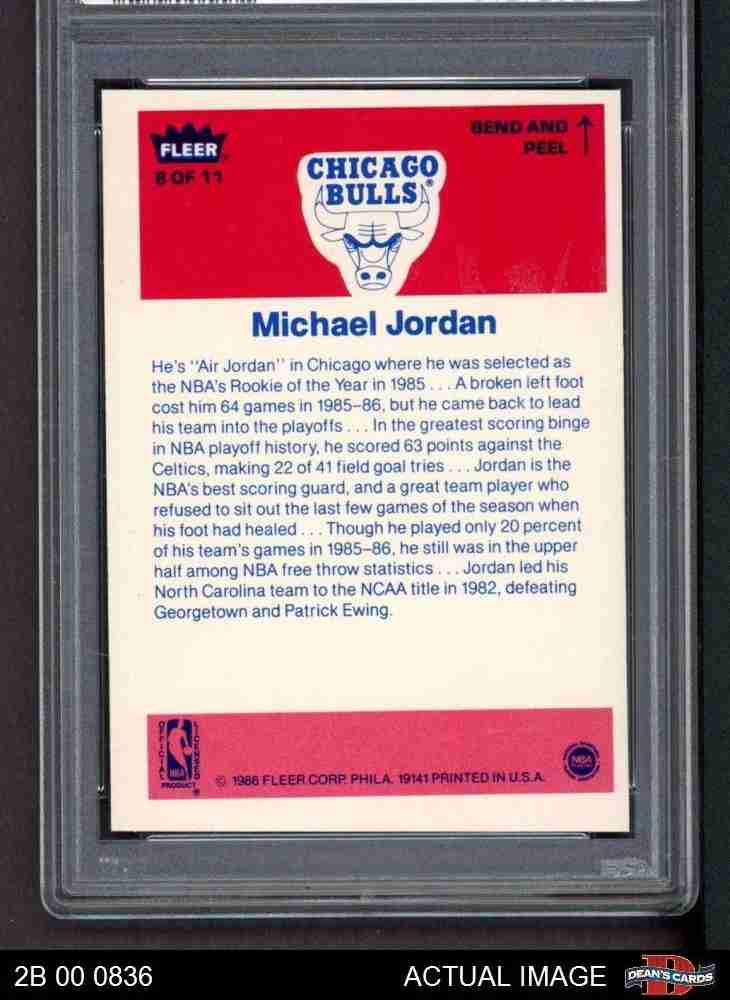 FLEER
8 OF 11
BEND AND
PEEL
CHICAGO
BULLS
Michael Jordan
He's "Air Jordan" in Chicago where he was selected as
the NBA's Rookie of the Year in 1985 . . . A broken left foot
cost him 64 games in 1985–86, but he came back to lead
his team into the playoffs . . . In the greatest scoring binge
in NBA playoff history, he scored 63 points against the
Celtics, making 22 of 41 field goal tries . . . Jordan is the
NBA's best scoring guard, and a great team player who
refused to sit out the last few games of the season when
his foot had healed . . . Though he played only 20 percent
of his team's games in 1985–86, he still was in the upper
half among NBA free throw statistics . . . Jordan led his
North Carolina team to the NCAA title in 1982, defeating
Georgetown and Patrick Ewing.
OFFICIAL
LICENSED
NBA
PRODUCT ®
© 1986 FLEER CORP. PHILA. 19141 PRINTED IN U.S.A.
NBA
2B 00 0836
ACTUAL IMAGE
DEAN'S CARDS